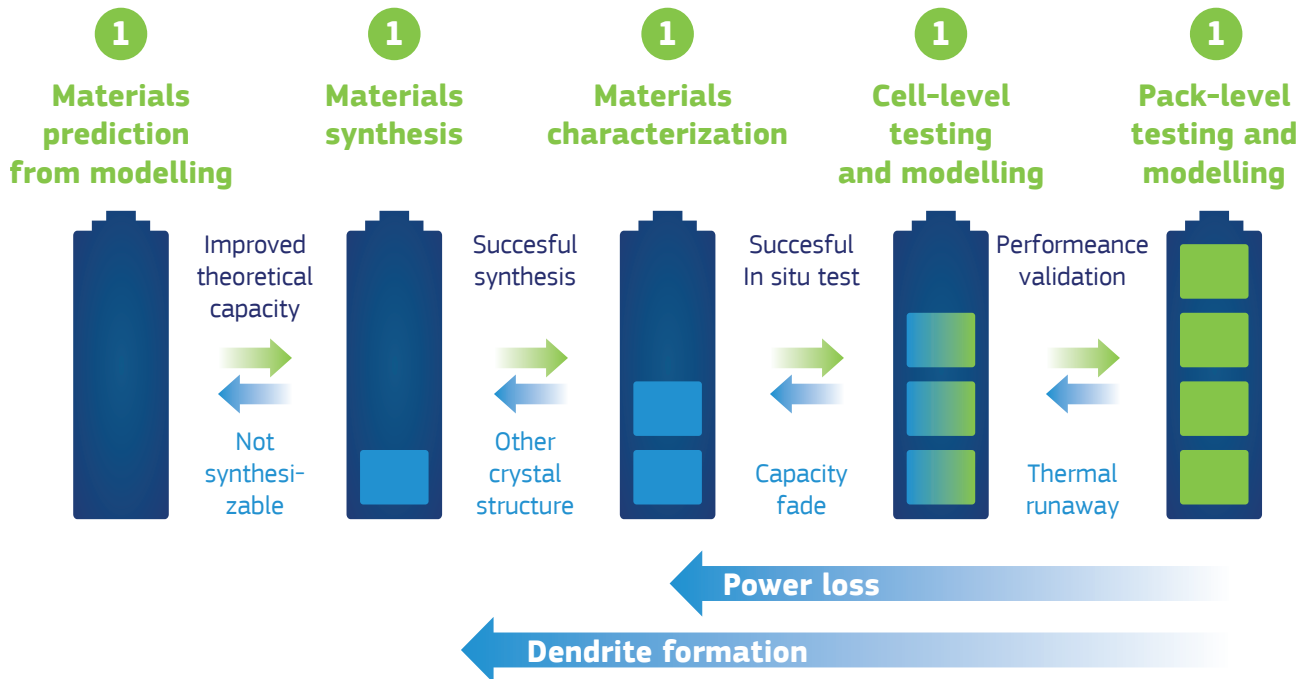 1
Materials
prediction
from modelling
1
Materials
synthesis
1
Materials
characterization
1
Cell-level
testing
and modelling
1
Pack-level
testing and
modelling
Improved
theoretical
capacity
Succesful
synthesis
Succesful
In situ test
Performeance
validation
Not
synthesi-
zable
Other
crystal
structure
Capacity
fade
Thermal
runaway
Power loss
Dendrite formation